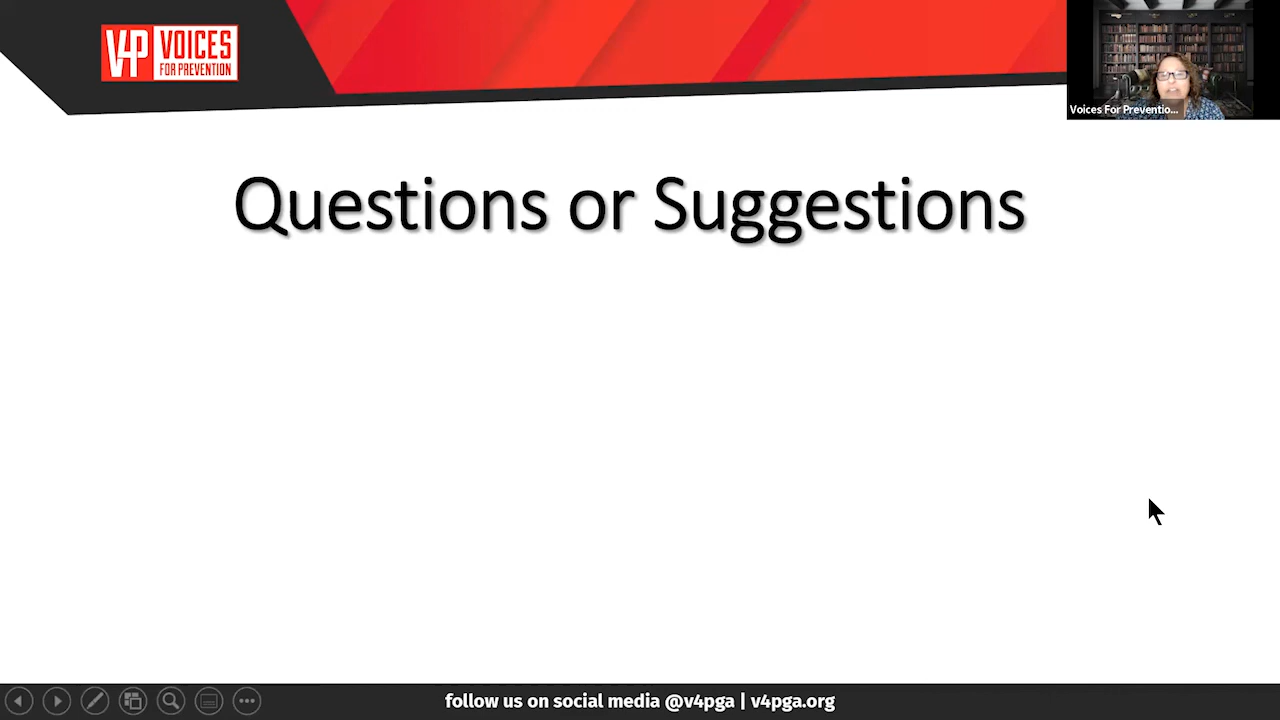 V4P VOICES
FOR PREVENTION
Voices For Preventio...
Questions or Suggestions
follow us on social media @v4pga | v4pga.org